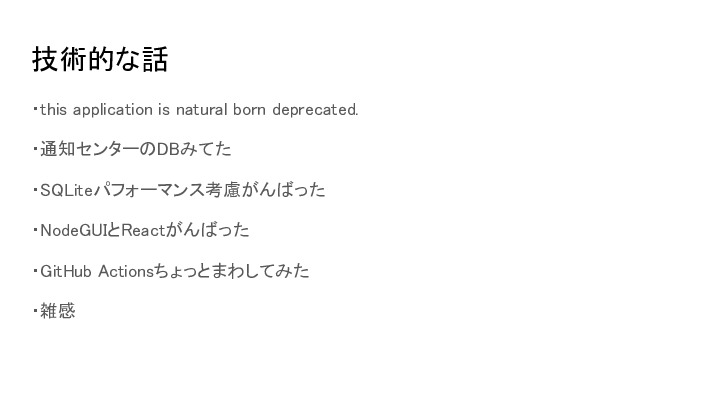 技術的な話
・this application is natural born deprecated.
・通知センターのDBみてた
・SQLiteパフォーマンス考慮がんばった
・NodeGUIとReactがんばった
・GitHub Actionsちょっとまわしてみた
・雑感